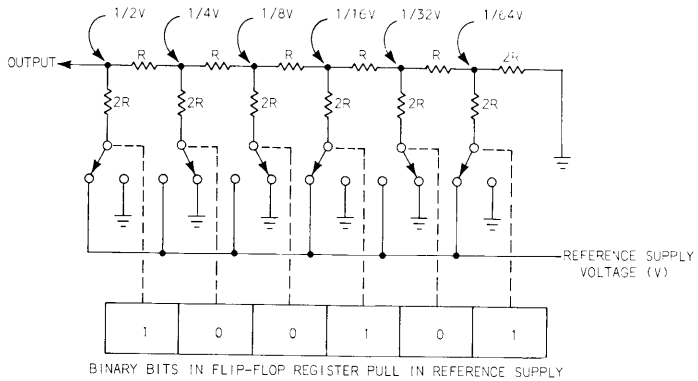 1/2V 1/4V 1/8V 1/16V 1/32V 1/64V
OUTPUT R R R R R 2R
2R 2R 2R 2R 2R 2R
REFERENCE SUPPLY
VOLTAGE (V)
1 0 0 1 0 1
BINARY BITS IN FLIP-FLOP REGISTER PULL IN REFERENCE SUPPLY